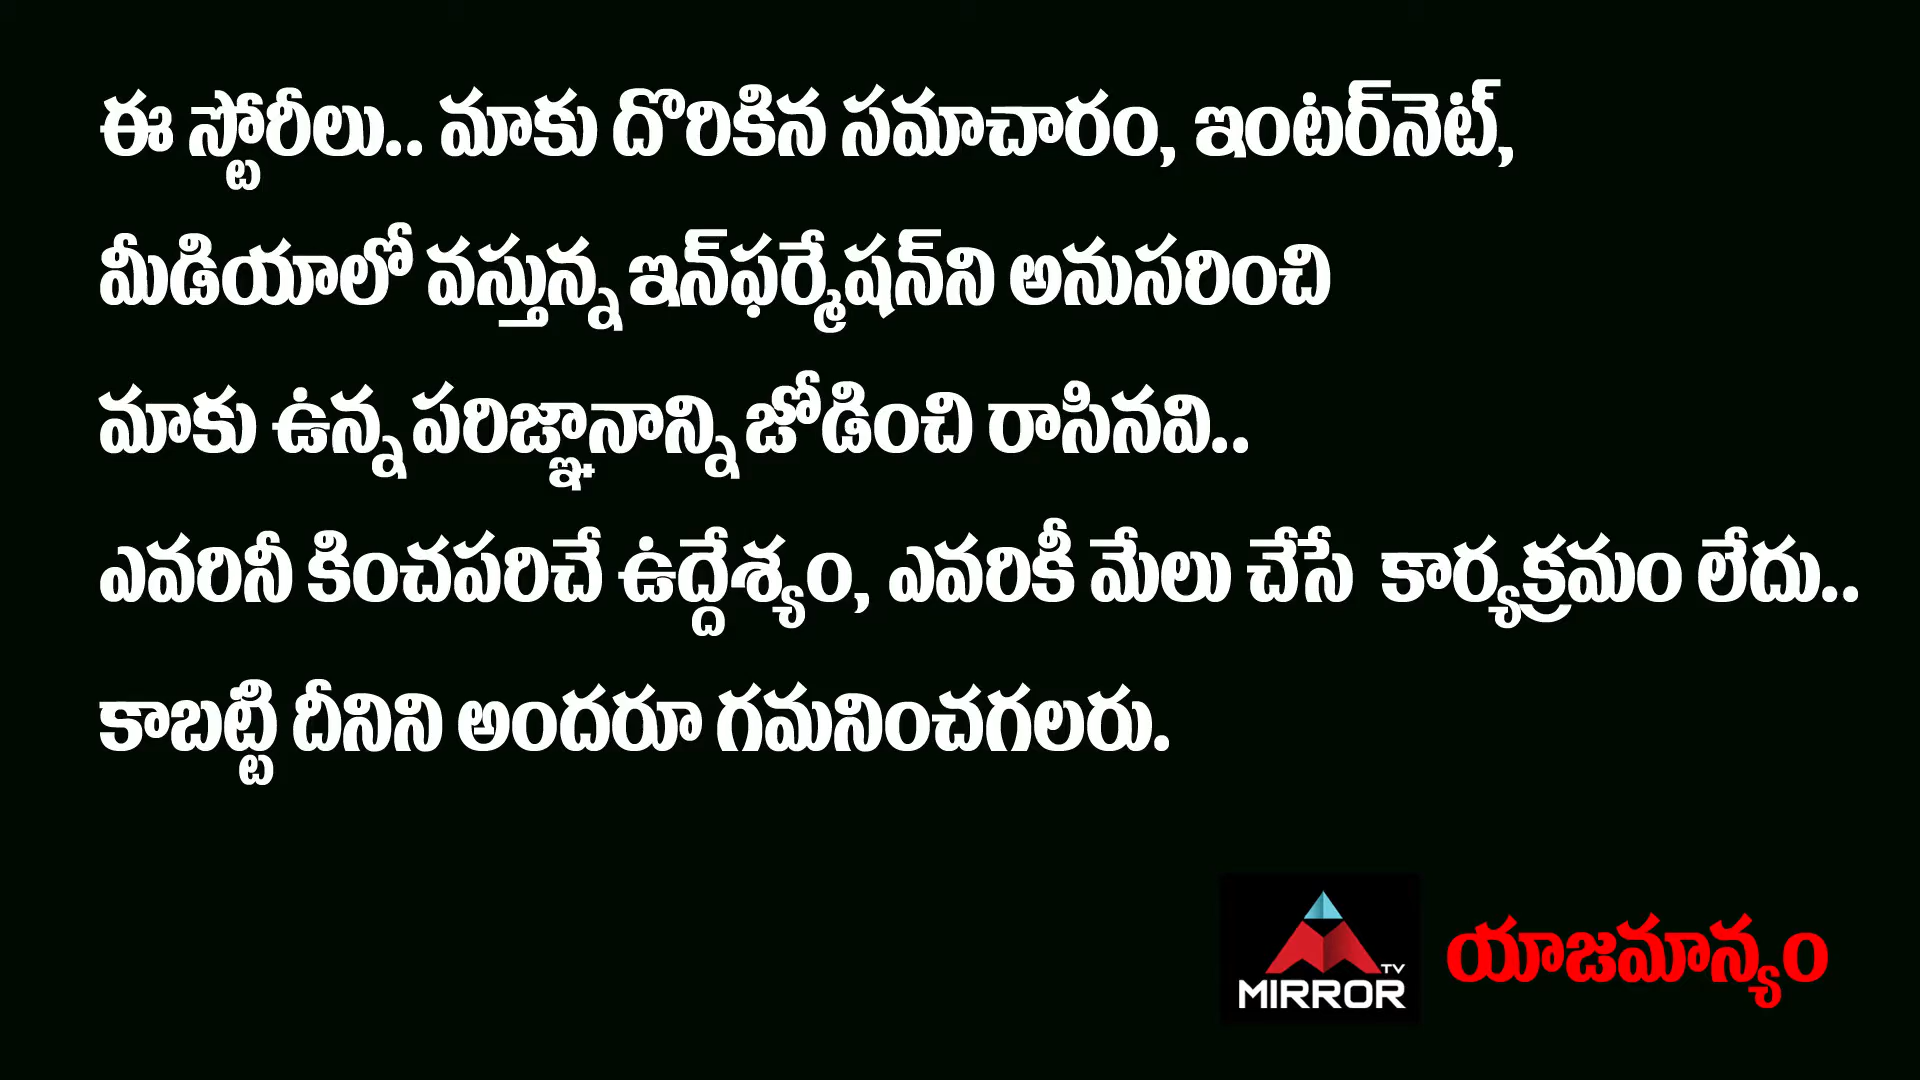 ఈ స్టోరీలు.. మాకు దొరికిన సమాచారం, ఇంటర్‌నెట్,
మీడియాలో వస్తున్న ఇన్‌ఫర్మేషన్‌ని అనుసరించి
మాకు ఉన్న పరిజ్ఞానాన్ని జోడించి రాసినవి..
ఎవరినీ కించపరిచే ఉద్దేశ్యం, ఎవరికీ మేలు చేసే కార్యక్రమం లేదు..
కాబట్టి దీనిని అందరూ గమనించగలరు.
MIRROR TV యాజమాన్యం